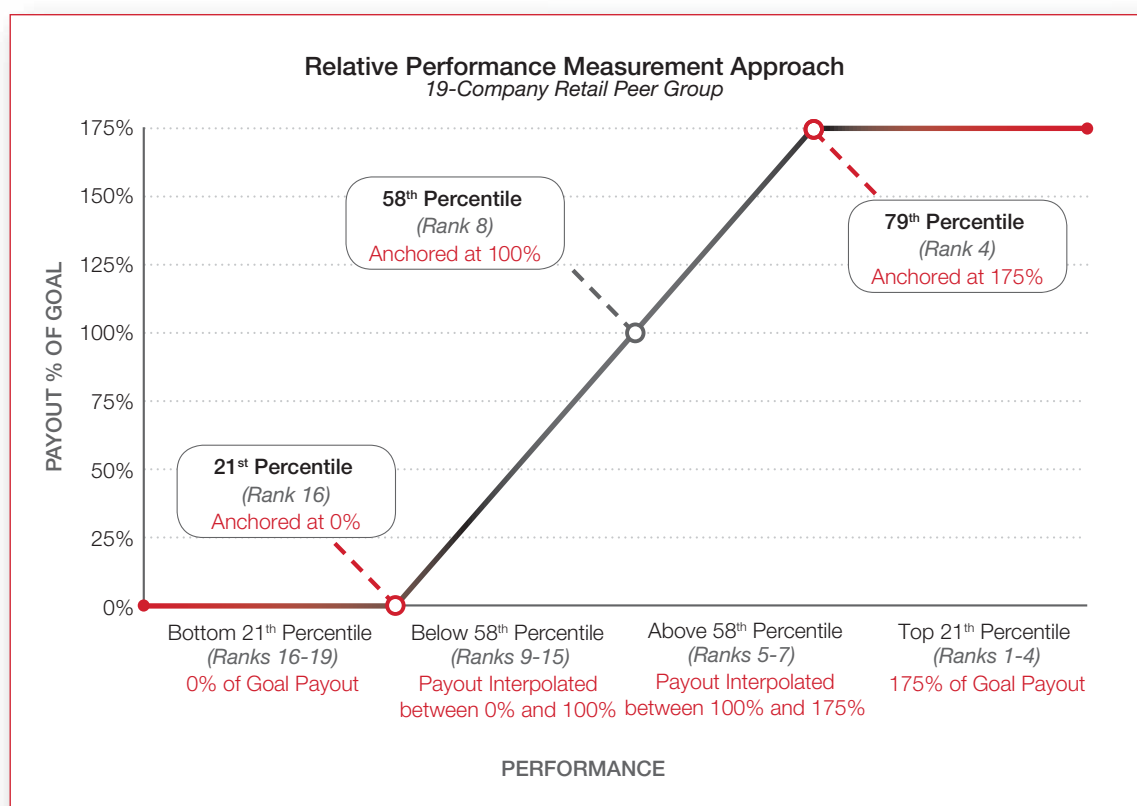 Relative Performance Measurement Approach
19-Company Retail Peer Group
PAYOUT % OF GOAL
175%
150%
125%
100%
75%
50%
25%
0%
58th Percentile
(Rank 8)
Anchored at 100%
79th Percentile
(Rank 4)
Anchored at 175%
21st Percentile
(Rank 16)
Anchored at 0%
Bottom 21th Percentile
(Ranks 16-19)
0% of Goal Payout
Below 58th Percentile
(Ranks 9-15)
Payout Interpolated
between 0% and 100%
Above 58th Percentile
(Ranks 5-7)
Payout Interpolated
between 100% and 175%
Top 21th Percentile
(Ranks 1-4)
175% of Goal Payout
PERFORMANCE